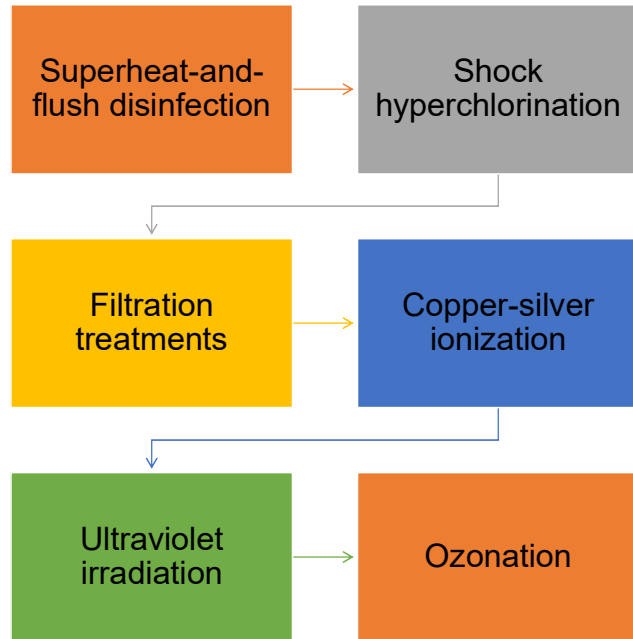 Superheat-and-
flush disinfection
Shock
hyperchlorination
Filtration
treatments
Copper-silver
ionization
Ultraviolet
irradiation
Ozonation